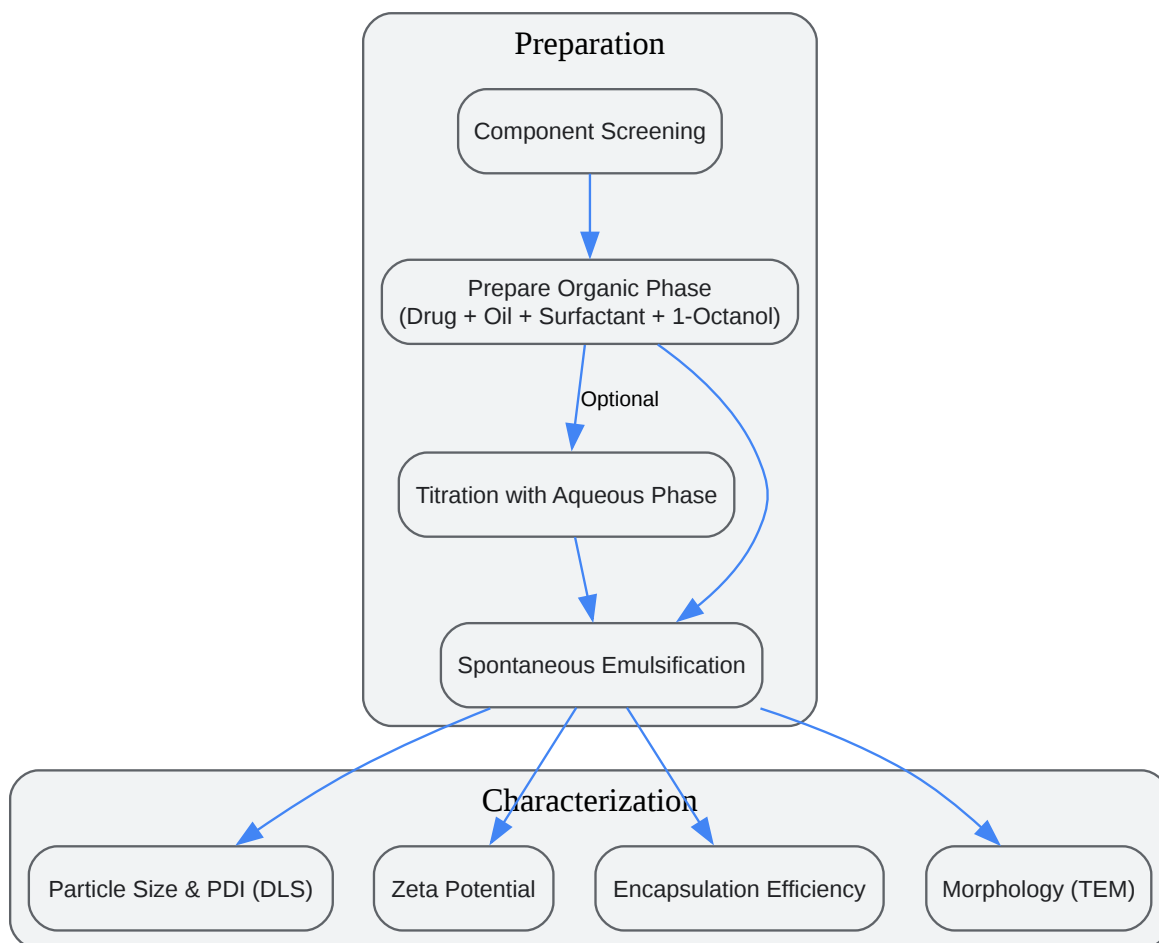 Preparation
Component Screening
Prepare Organic Phase
(Drug + Oil + Surfactant + 1-Octanol)
Optional
Titration with Aqueous Phase
Spontaneous Emulsification
Characterization
Particle Size & PDI (DLS)
Zeta Potential
Encapsulation Efficiency
Morphology (TEM)